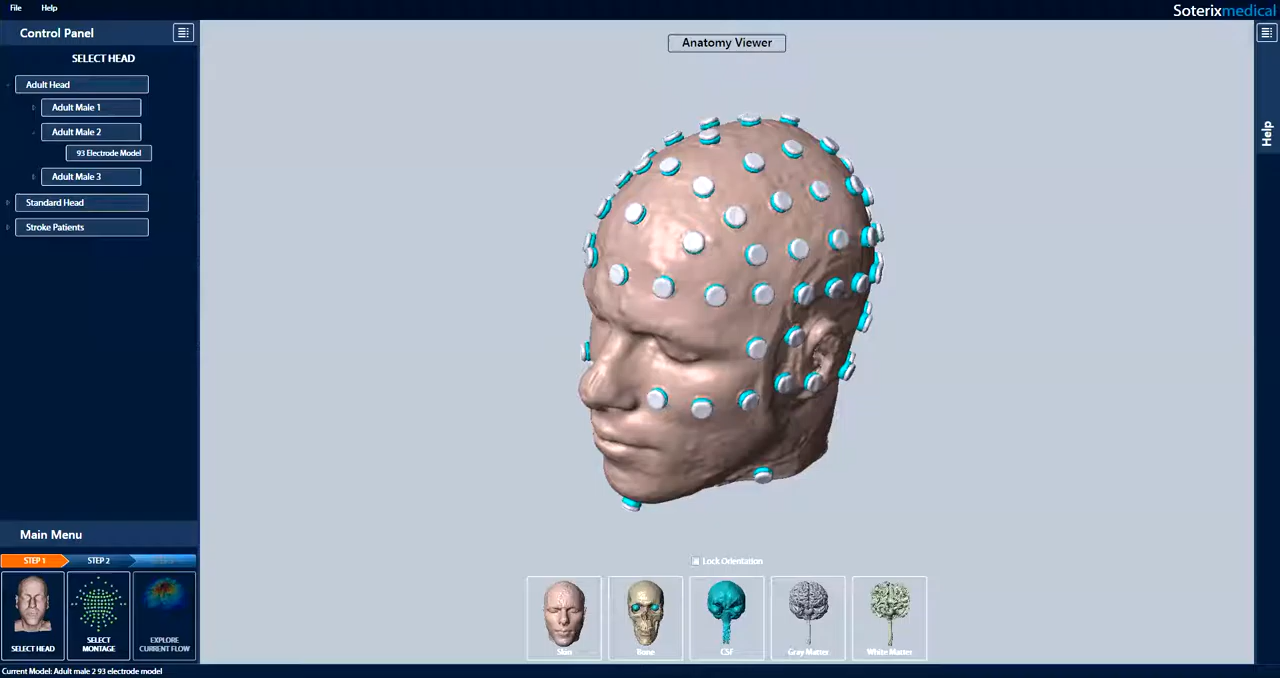 File Help
Soterixmedical
Control Panel
SELECT HEAD
Adult Head
Adult Male 1
Adult Male 2
93 Electrode Model
Adult Male 3
Standard Head
Stroke Patients
Anatomy Viewer
Help
Lock Orientation
Skin
Bone
CSF
Gray Matter
White Matter
Main Menu
STEP 1
STEP 2
SELECT HEAD
SELECT
MONTAGE
EXPLORE
CURRENT FLOW
Current Model: Adult male 2 93 electrode model